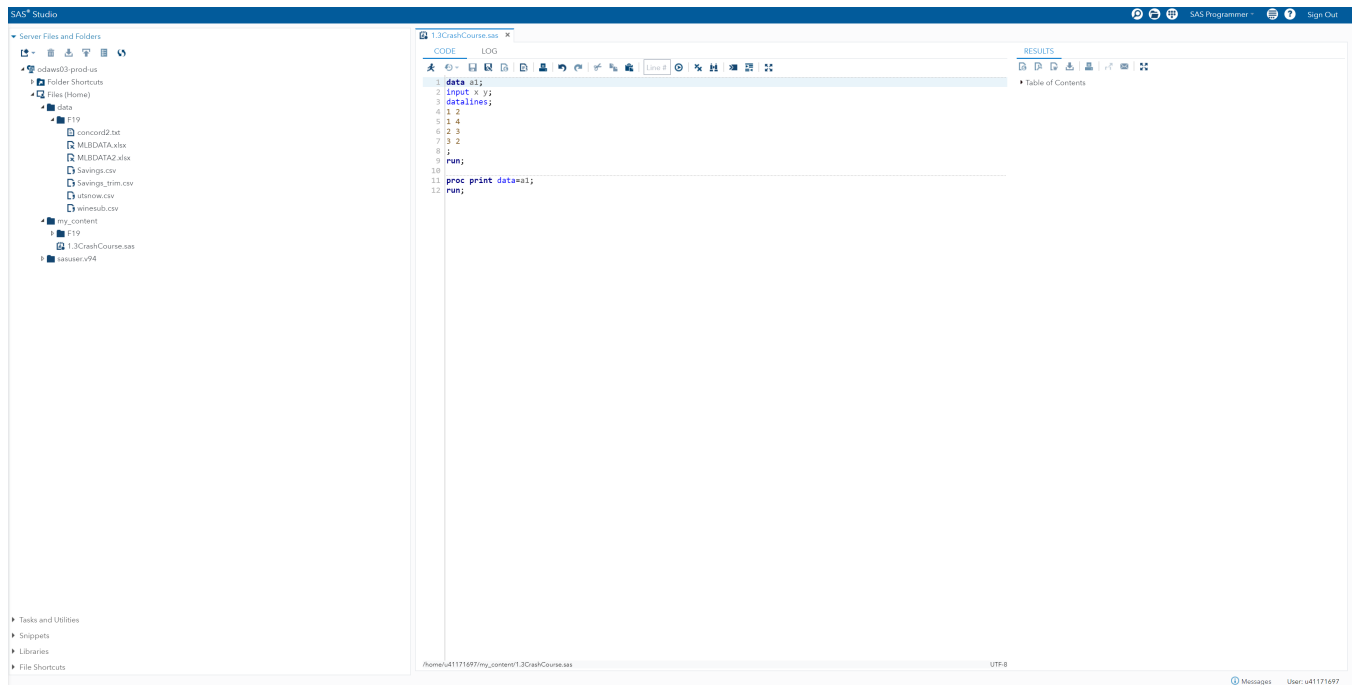 SAS® Studio
SAS Programmer
Sign Out
Server Files and Folders
odaws03-prod-us
Folder Shortcuts
Files (Home)
data
F19
concord2.txt
MLBDATA.xlsx
MLBDATA2.xlsx
Savings.csv
Savings_trim.csv
utsnow.csv
winesub.csv
my_content
F19
1.3CrashCourse.sas
sasuser.v94
Tasks and Utilities
Snippets
Libraries
File Shortcuts
1.3CrashCourse.sas
CODE LOG
Line #
1 data a1;
2 input x y;
3 datalines;
4 1 2
5 1 4
6 2 3
7 3 2
8 ;
9 run;
10
11 proc print data=a1;
12 run;
/home/u41171697/my_content/1.3CrashCourse.sas
UTF-8
RESULTS
Table of Contents
Messages
User: u41171697